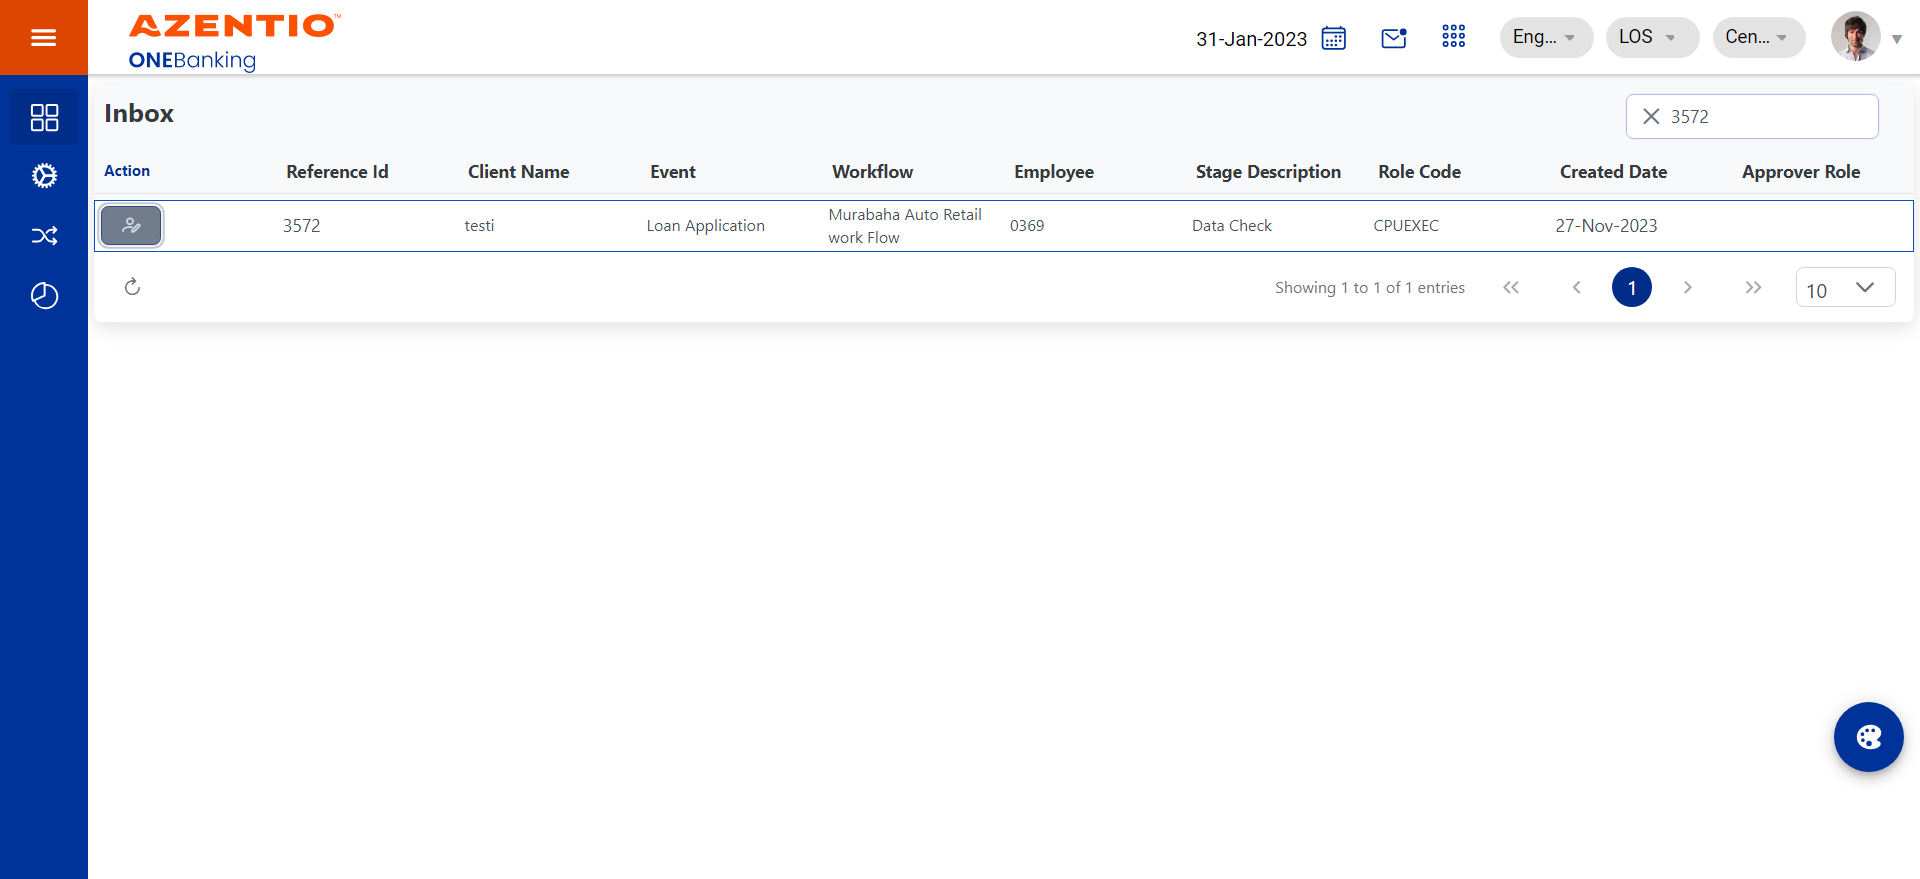 AZENTIO™
ONEBanking
31-Jan-2023
Eng...
LOS
Cen...
Inbox
3572
Action Reference Id Client Name Event Workflow Employee Stage Description Role Code Created Date Approver Role
3572 testi Loan Application Murabaha Auto Retail 0369 Data Check CPUEXEC 27-Nov-2023
work Flow
Showing 1 to 1 of 1 entries 1 10